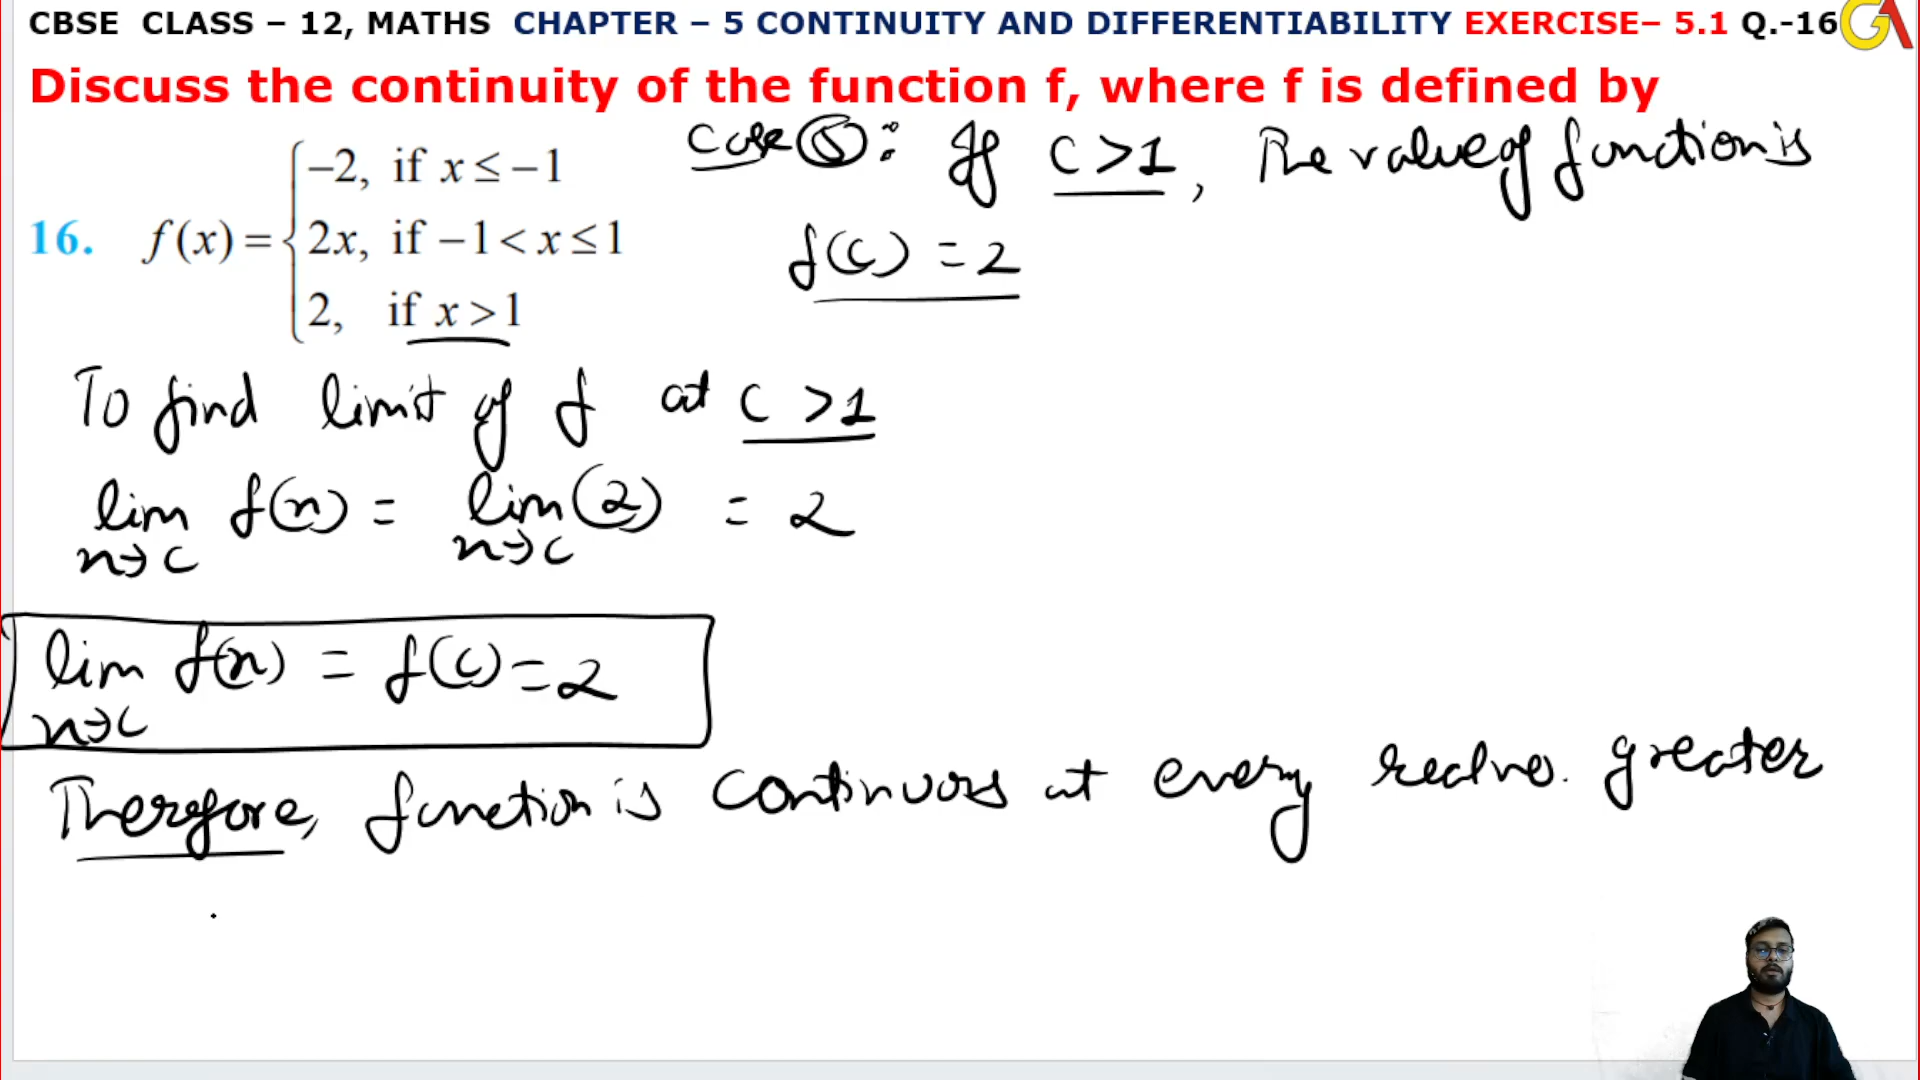 CBSE CLASS – 12, MATHS CHAPTER – 5 CONTINUITY AND DIFFERENTIABILITY EXERCISE– 5.1 Q.-16
Discuss the continuity of the function f, where f is defined by
16. f(x) = { –2, if x ≤ –1
2x, if –1 < x ≤ 1
2, if x > 1
Case (5): If C > 1, The value of function is
f(c) = 2
To find limit of f at C > 1
lim f(x) = lim (2) = 2
x→c x→c
lim f(x) = f(c) = 2
x→c
Therefore, function is continuous at every real no. greater